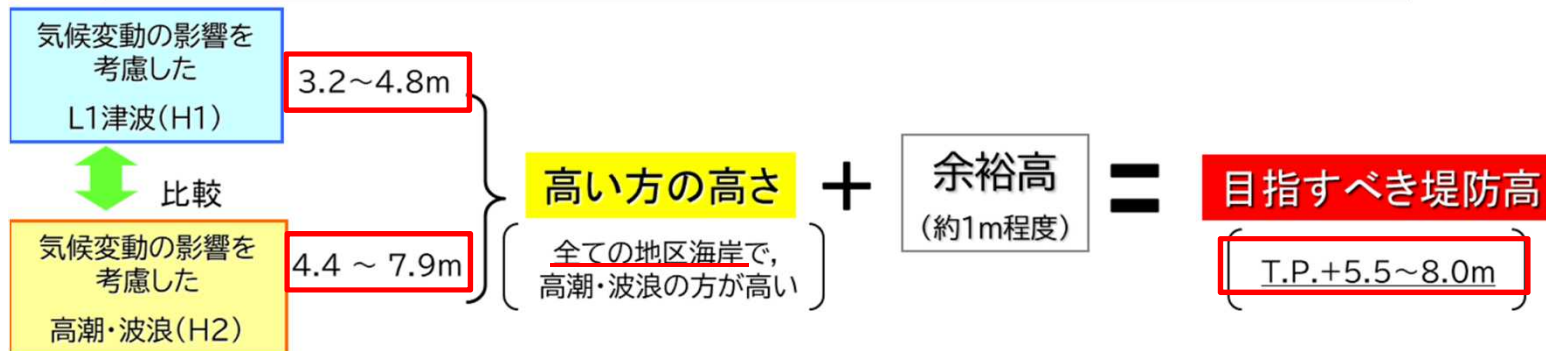 気候変動の影響を
考慮した
L1津波(H1)
3.2～4.8m
比較
気候変動の影響を
考慮した
高潮・波浪(H2)
4.4 ～ 7.9m
高い方の高さ
全ての地区海岸で，
高潮・波浪の方が高い
＋
余裕高
(約1m程度)
＝
目指すべき堤防高
T.P.+5.5～8.0m